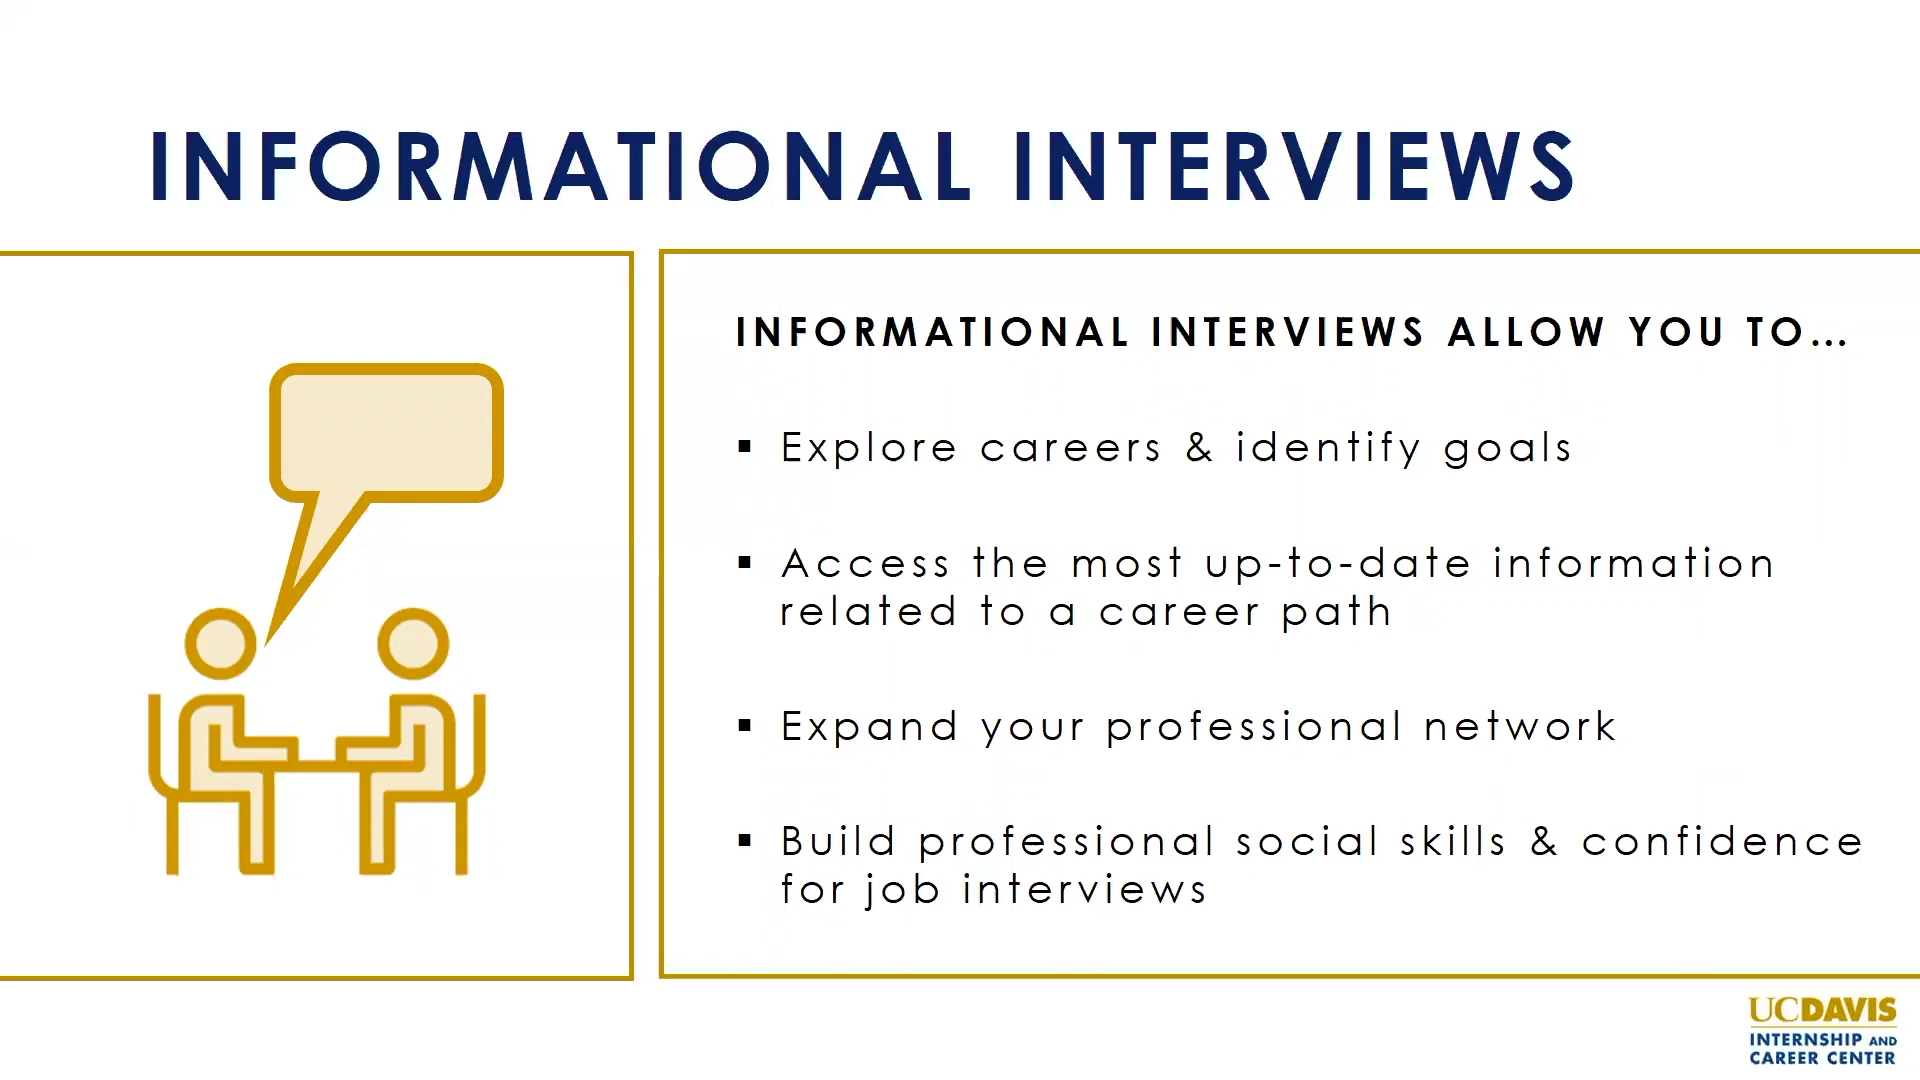 INFORMATIONAL INTERVIEWS
INFORMATIONAL INTERVIEWS ALLOW YOU TO...
▪ Explore careers & identify goals
▪ Access the most up-to-date information
related to a career path
▪ Expand your professional network
▪ Build professional social skills & confidence
for job interviews
UCDAVIS
INTERNSHIP AND
CAREER CENTER